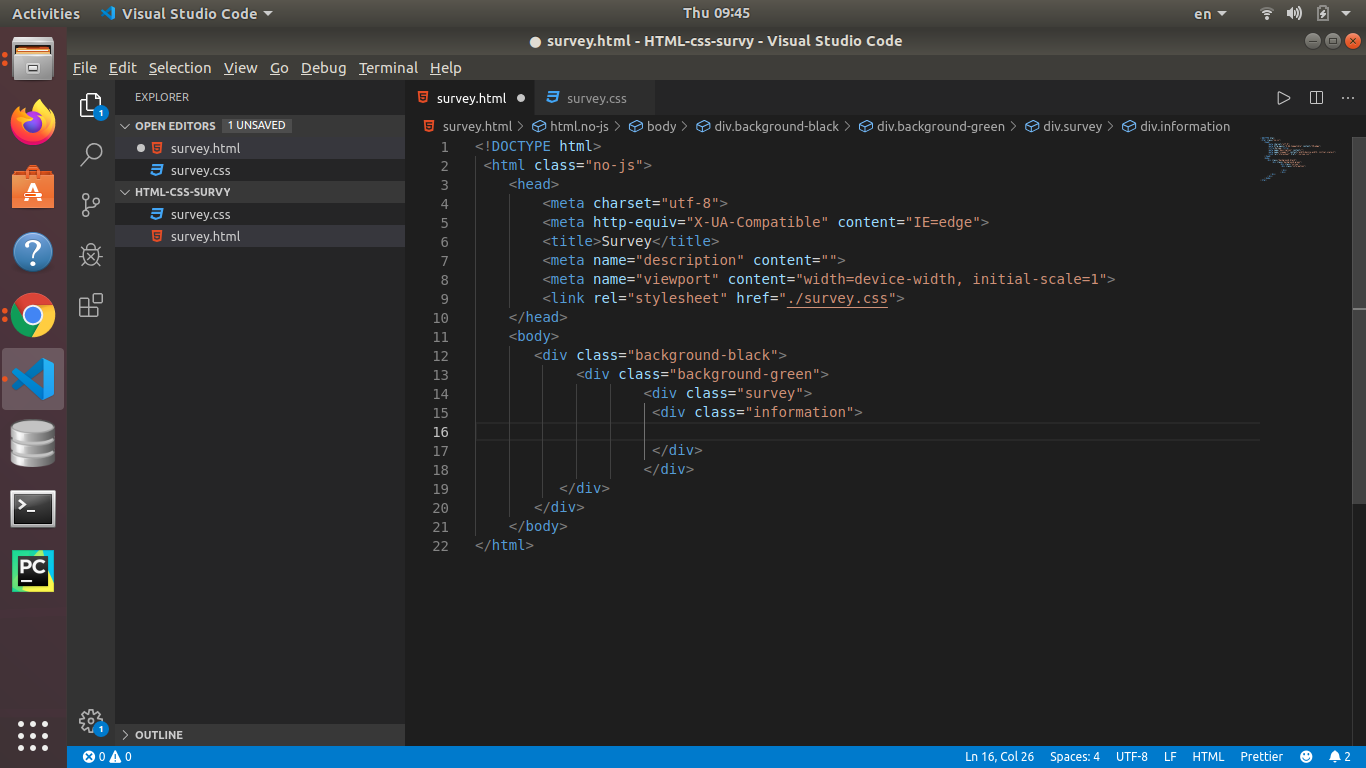 Activities Visual Studio Code Thu 09:45 en
● survey.html - HTML-css-survy - Visual Studio Code
File Edit Selection View Go Debug Terminal Help
EXPLORER
OPEN EDITORS 1 UNSAVED
survey.html
survey.css
HTML-CSS-SURVY
survey.css
survey.html
OUTLINE
1
1
survey.html ● survey.css
survey.html > html.no-js > body > div.background-black > div.background-green > div.survey > div.information
1 <!DOCTYPE html>
2 <html class="no-js">
3 <head>
4 <meta charset="utf-8">
5 <meta http-equiv="X-UA-Compatible" content="IE=edge">
6 <title>Survey</title>
7 <meta name="description" content="">
8 <meta name="viewport" content="width=device-width, initial-scale=1">
9 <link rel="stylesheet" href="./survey.css">
10 </head>
11 <body>
12 <div class="background-black">
13 <div class="background-green">
14 <div class="survey">
15 <div class="information">
16
17 </div>
18 </div>
19 </div>
20 </div>
21 </body>
22 </html>
PC
0 0 Ln 16, Col 26 Spaces: 4 UTF-8 LF HTML Prettier 2